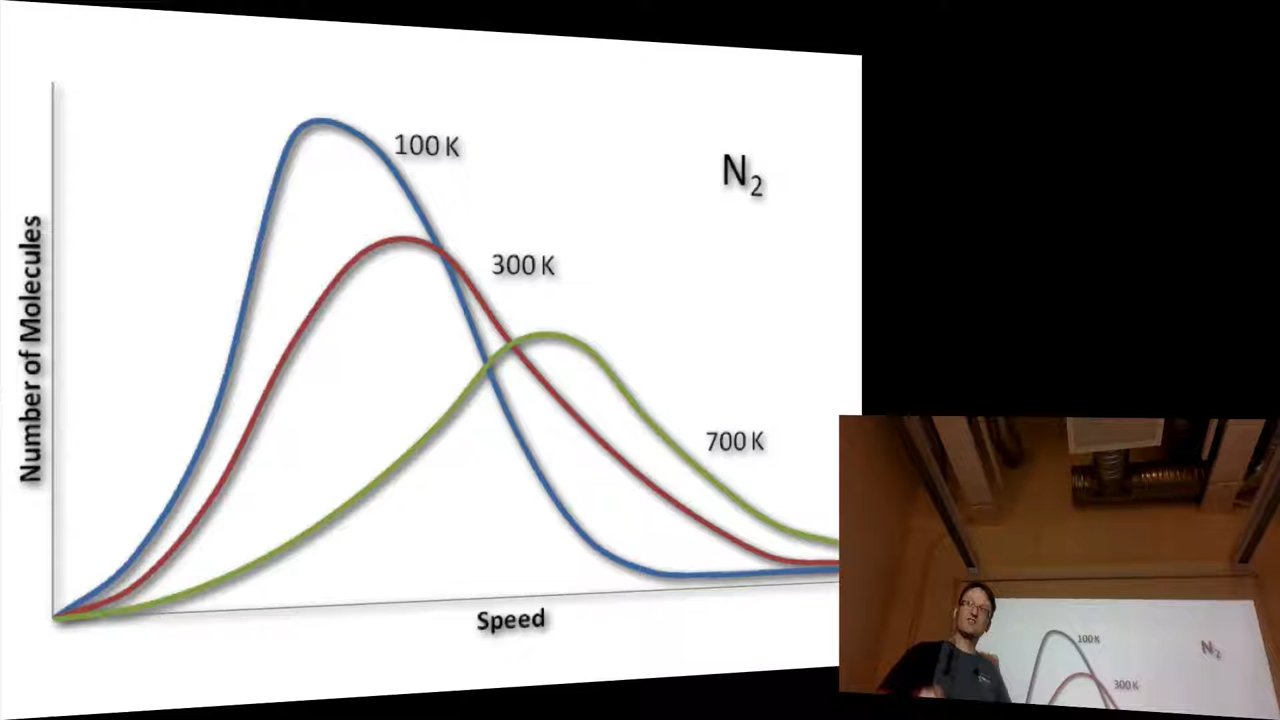 100 K
N₂
300 K
Number of Molecules
700 K
Speed
100 K
N₂
300 K